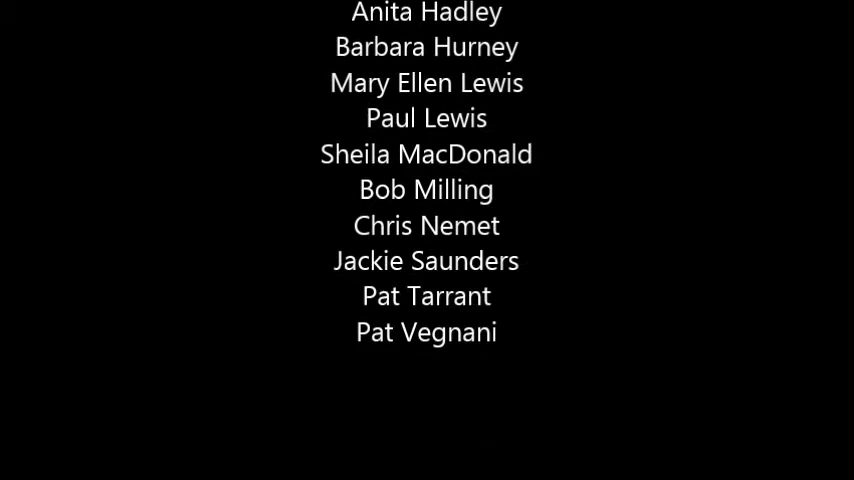 Anita Hadley
Barbara Hurney
Mary Ellen Lewis
Paul Lewis
Sheila MacDonald
Bob Milling
Chris Nemet
Jackie Saunders
Pat Tarrant
Pat Vegnani